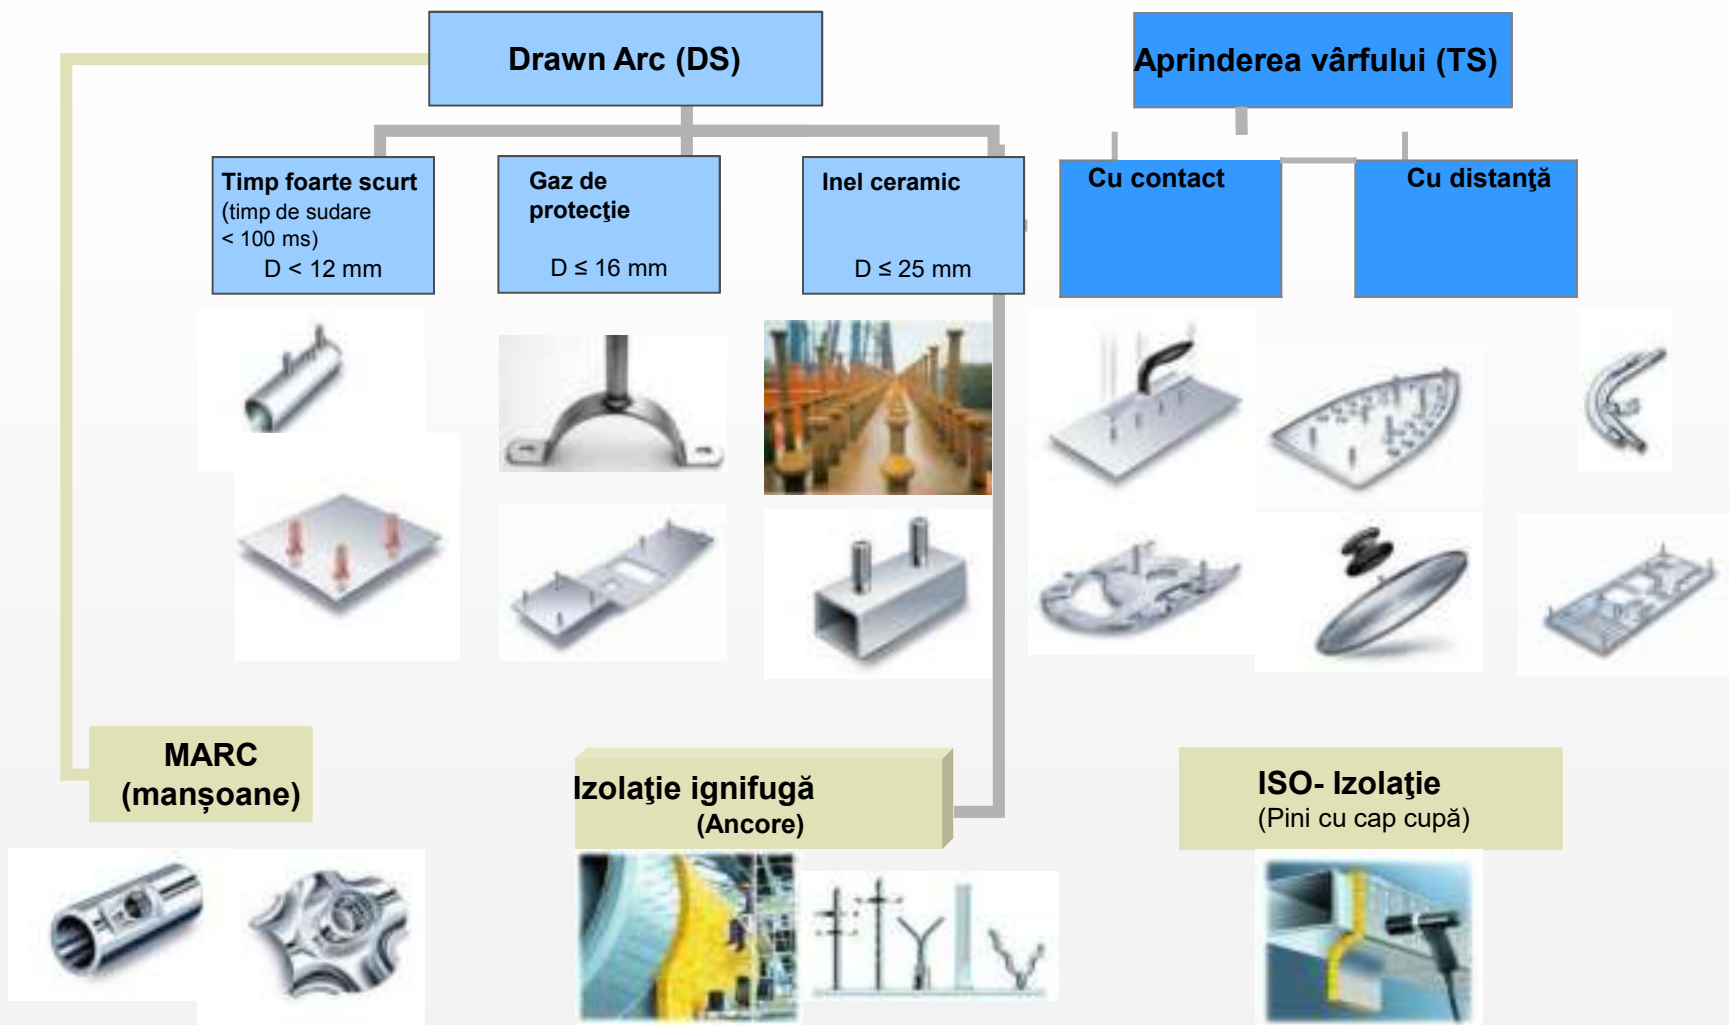 Drawn Arc (DS)
Aprinderea vârfului (TS)
Timp foarte scurt
(timp de sudare
< 100 ms)
D < 12 mm
Gaz de
protecţie
D ≤ 16 mm
Inel ceramic
D ≤ 25 mm
Cu contact
Cu distanţă
MARC
(manșoane)
Izolaţie ignifugă
(Ancore)
ISO- Izolaţie
(Pini cu cap cupă)